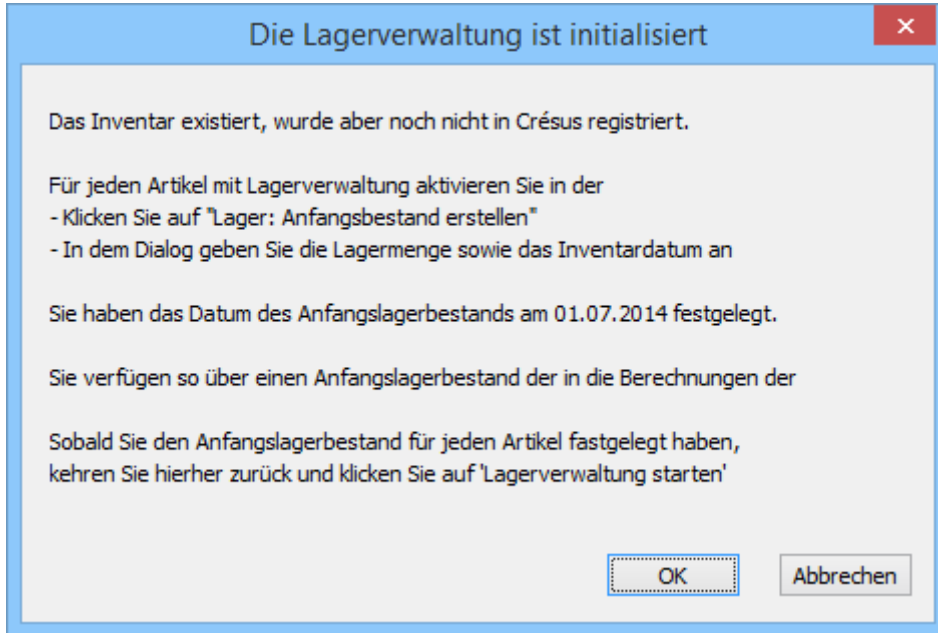 Die Lagerverwaltung ist initialisiert
Das Inventar existiert, wurde aber noch nicht in Crésus registriert.
Für jeden Artikel mit Lagerverwaltung aktivieren Sie in der
- Klicken Sie auf "Lager: Anfangsbestand erstellen"
- In dem Dialog geben Sie die Lagermenge sowie das Inventardatum an
Sie haben das Datum des Anfangslagerbestands am 01.07.2014 festgelegt.
Sie verfügen so über einen Anfangslagerbestand der in die Berechnungen der
Sobald Sie den Anfangslagerbestand für jeden Artikel fastgelegt haben,
kehren Sie hierher zurück und klicken Sie auf 'Lagerverwaltung starten'
OK Abbrechen